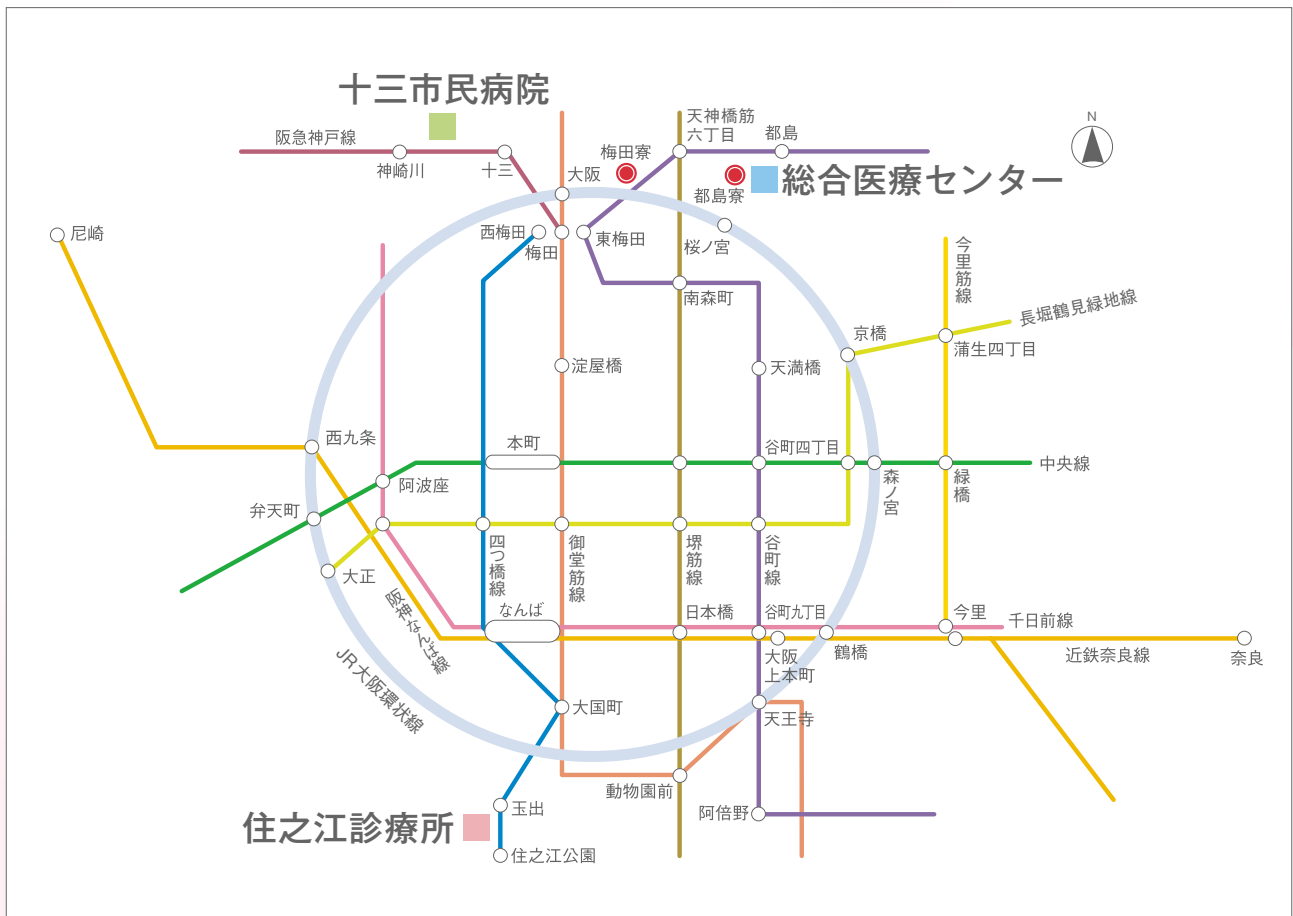 十三市民病院
天神橋筋
六丁目
都島
N
阪急神戸線
神崎川
十三
大阪
梅田寮
都島寮
総合医療センター
尼崎
西梅田
梅田
東梅田
桜ノ宮
今里筋線
南森町
長堀鶴見緑地線
京橋
蒲生四丁目
淀屋橋
天満橋
西九条
本町
谷町四丁目
中央線
阿波座
森ノ宮
緑橋
弁天町
大正
四つ橋線
御堂筋線
堺筋線
谷町線
阪神なんば線
なんば
日本橋
谷町九丁目
今里
千日前線
JR大阪環状線
大阪
上本町
鶴橋
近鉄奈良線
奈良
大国町
天王寺
動物園前
玉出
阿倍野
住之江診療所
住之江公園